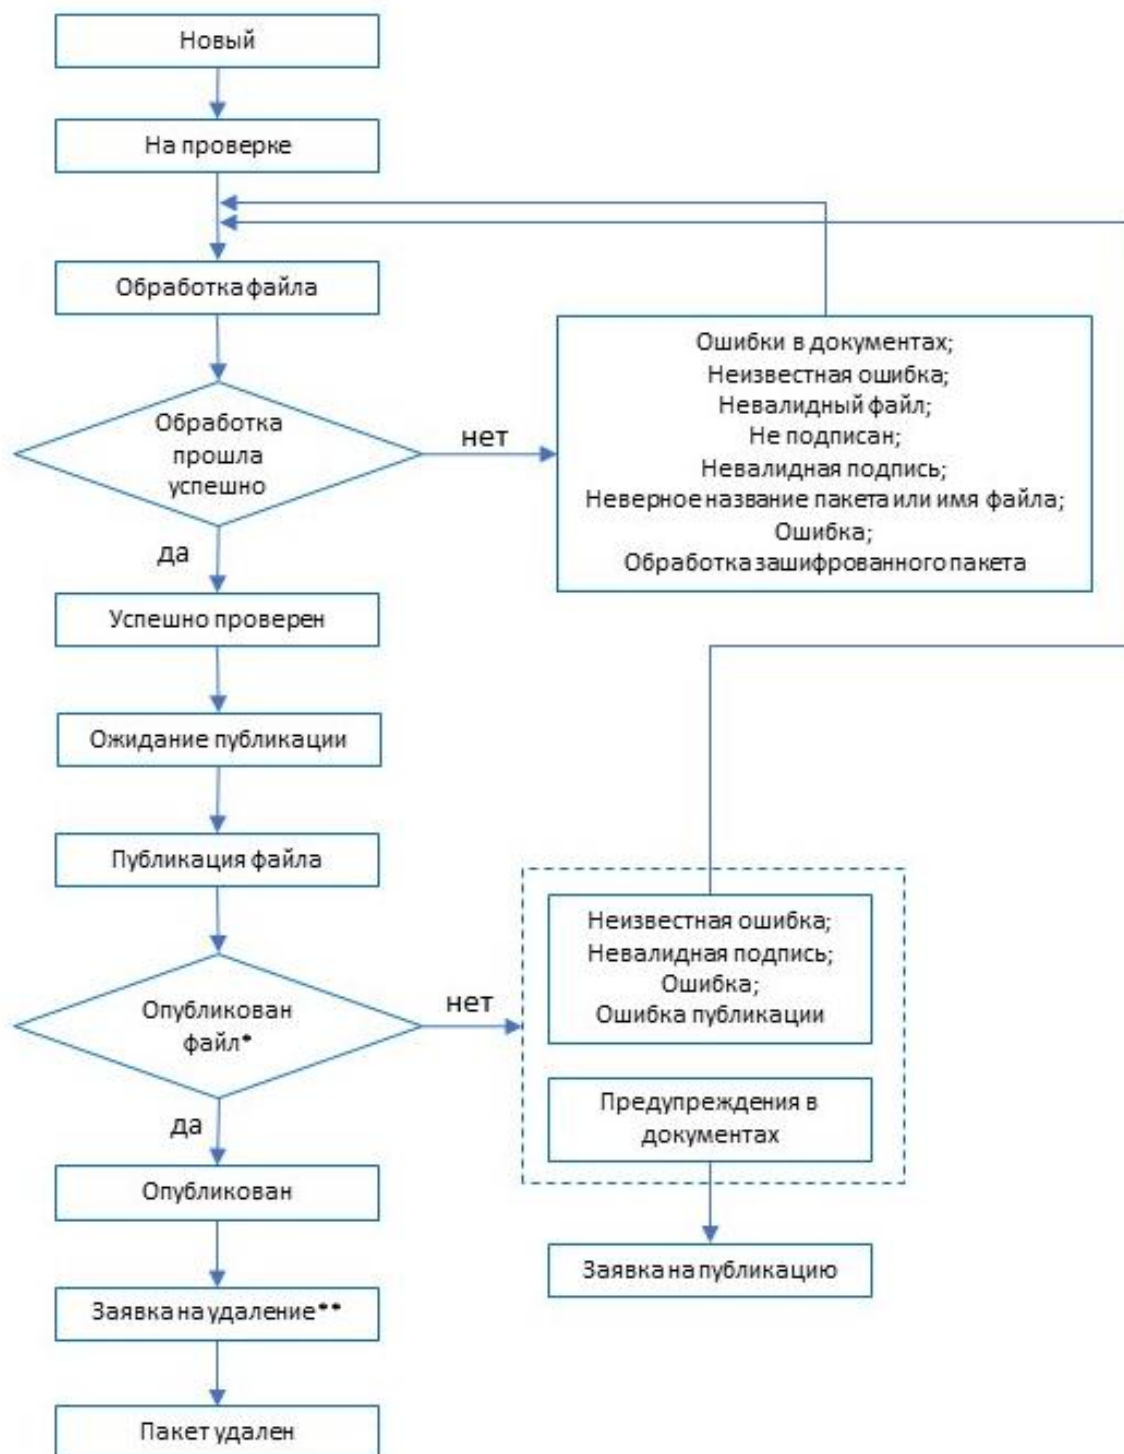 Новый
На проверке
Обработка файла
Обработка
прошла
успешно
нет
Ошибки в документах;
Неизвестная ошибка;
Невалидный файл;
Не подписан;
Невалидная подпись;
Неверное название пакета или имя файла;
Ошибка;
Обработка зашифрованного пакета
да
Успешно проверен
Ожидание публикации
Публикация файла
Опубликован
файл*
нет
Неизвестная ошибка;
Невалидная подпись;
Ошибка;
Ошибка публикации
Предупреждения в
документах
Заявка на публикацию
да
Опубликован
Заявка на удаление**
Пакет удален